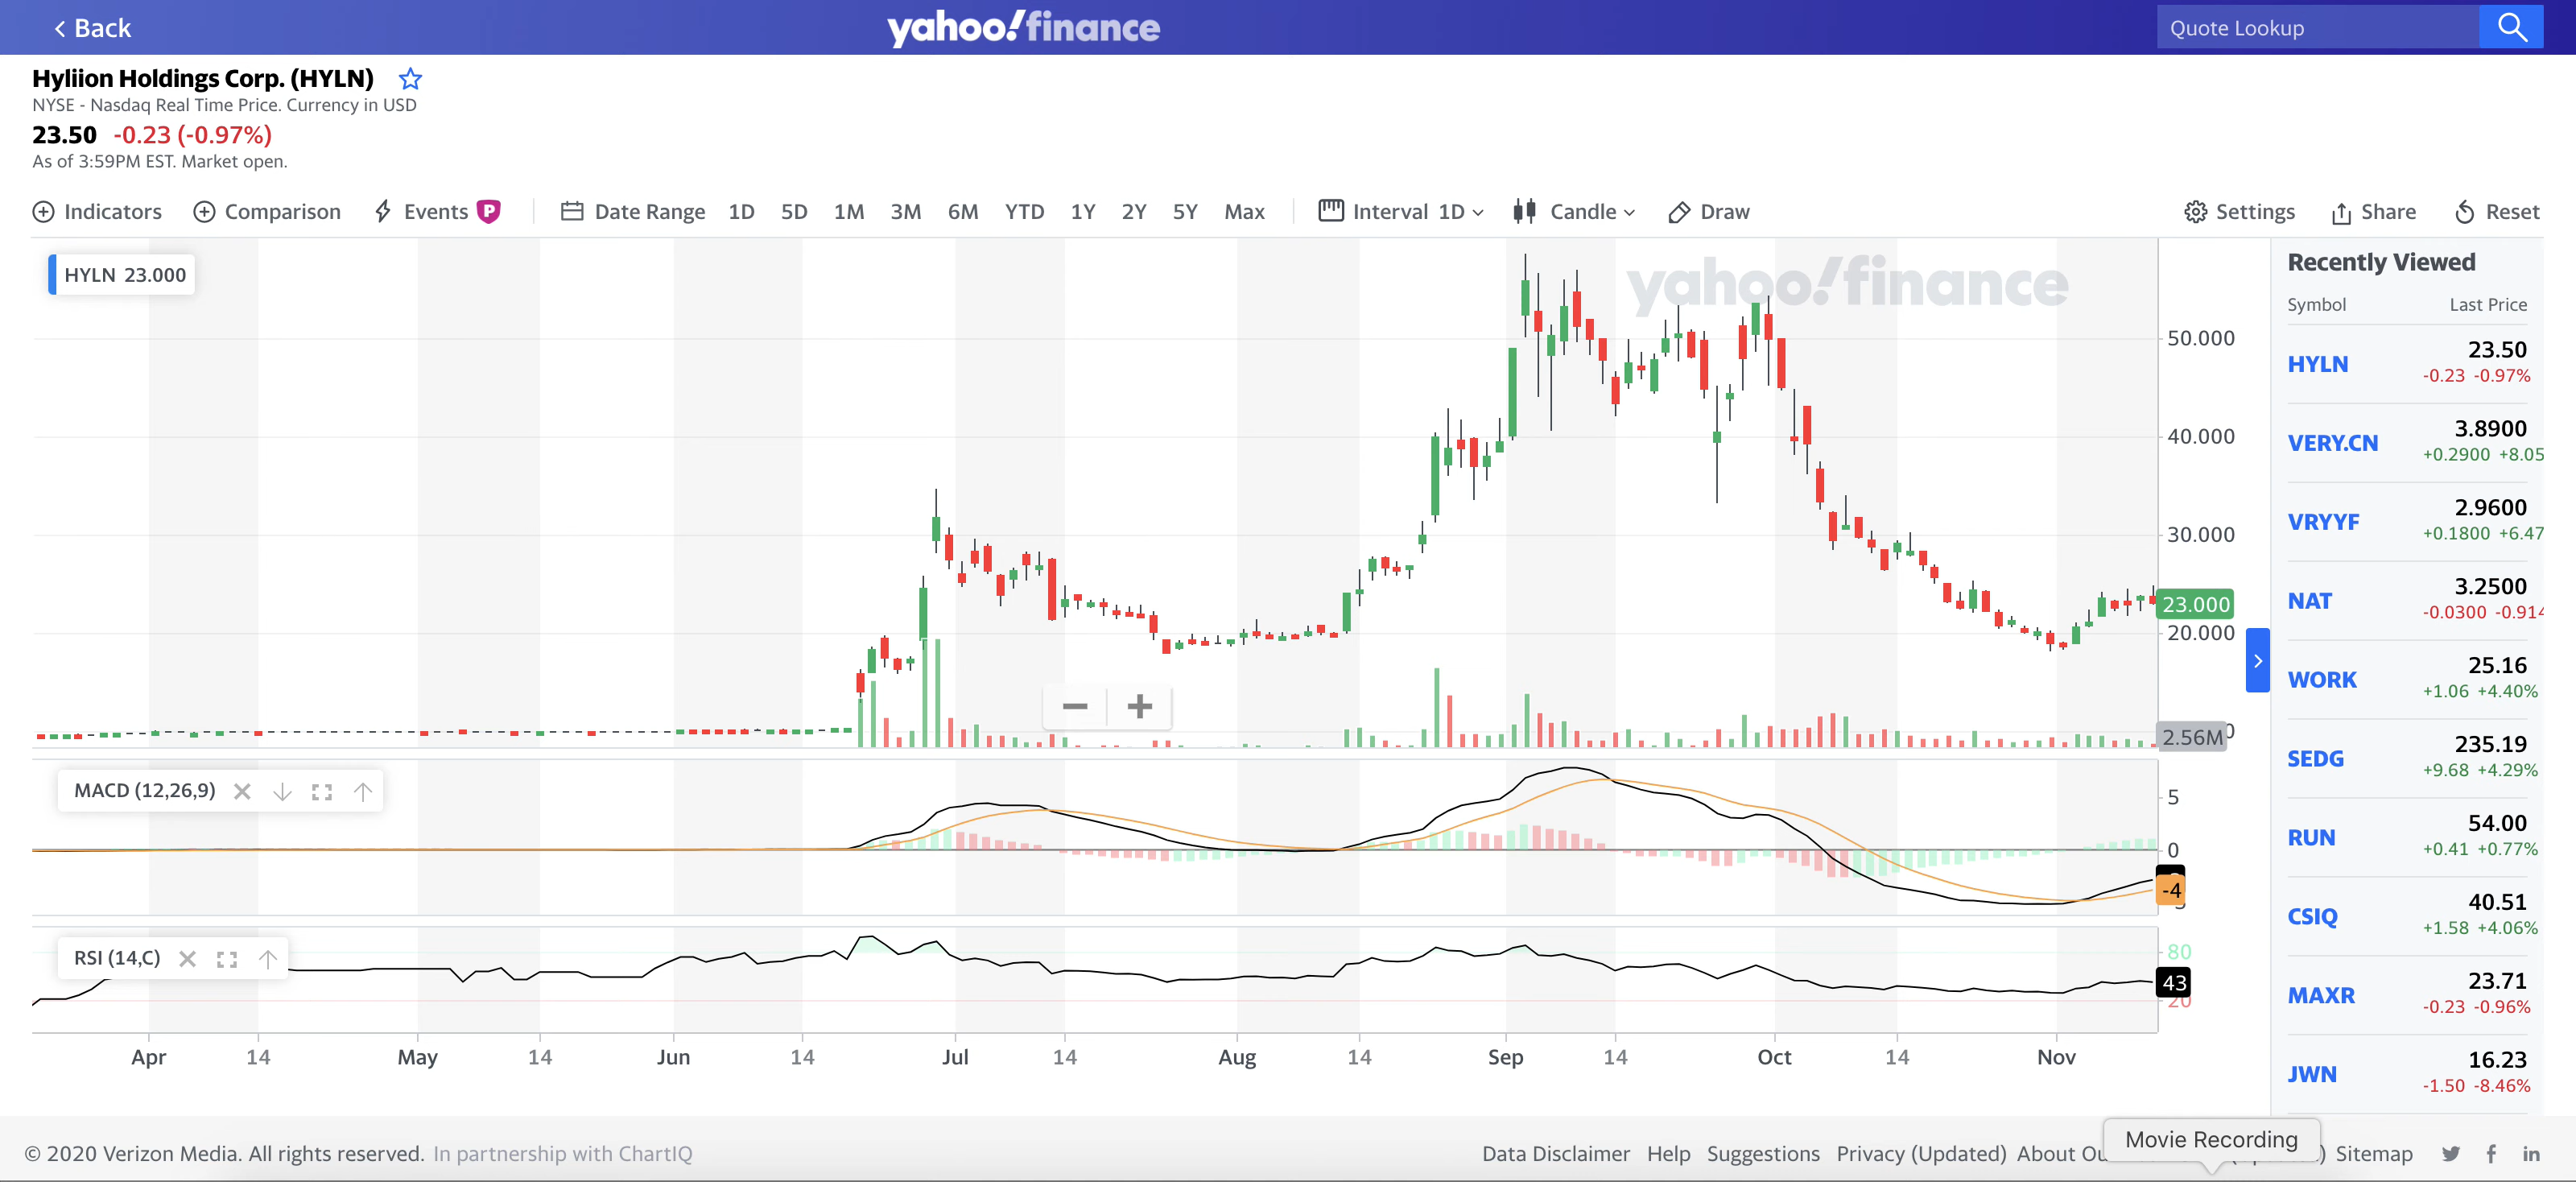 Back
yahoo!finance
Quote Lookup
Hyliion Holdings Corp. (HYLN)
NYSE - Nasdaq Real Time Price. Currency in USD
23.50 -0.23 (-0.97%)
As of 3:59PM EST. Market open.
Indicators Comparison Events P Date Range 1D 5D 1M 3M 6M YTD 1Y 2Y 5Y Max Interval 1D Candle Draw Settings Share Reset
HYLN 23.000
yahoo!finance
50.000
40.000
30.000
23.000
20.000
2.56M
MACD (12,26,9)
5
0
-4
RSI (14,C)
80
43
20
Apr 14 May 14 Jun 14 Jul 14 Aug 14 Sep 14 Oct 14 Nov
Recently Viewed
Symbol Last Price
HYLN 23.50
-0.23 -0.97%
VERY.CN 3.8900
+0.2900 +8.05
VRYYF 2.9600
+0.1800 +6.47
NAT 3.2500
-0.0300 -0.914
WORK 25.16
+1.06 +4.40%
SEDG 235.19
+9.68 +4.29%
RUN 54.00
+0.41 +0.77%
CSIQ 40.51
+1.58 +4.06%
MAXR 23.71
-0.23 -0.96%
JWN 16.23
-1.50 -8.46%
Movie Recording
© 2020 Verizon Media. All rights reserved. In partnership with ChartIQ
Data Disclaimer Help Suggestions Privacy (Updated) About Sitemap